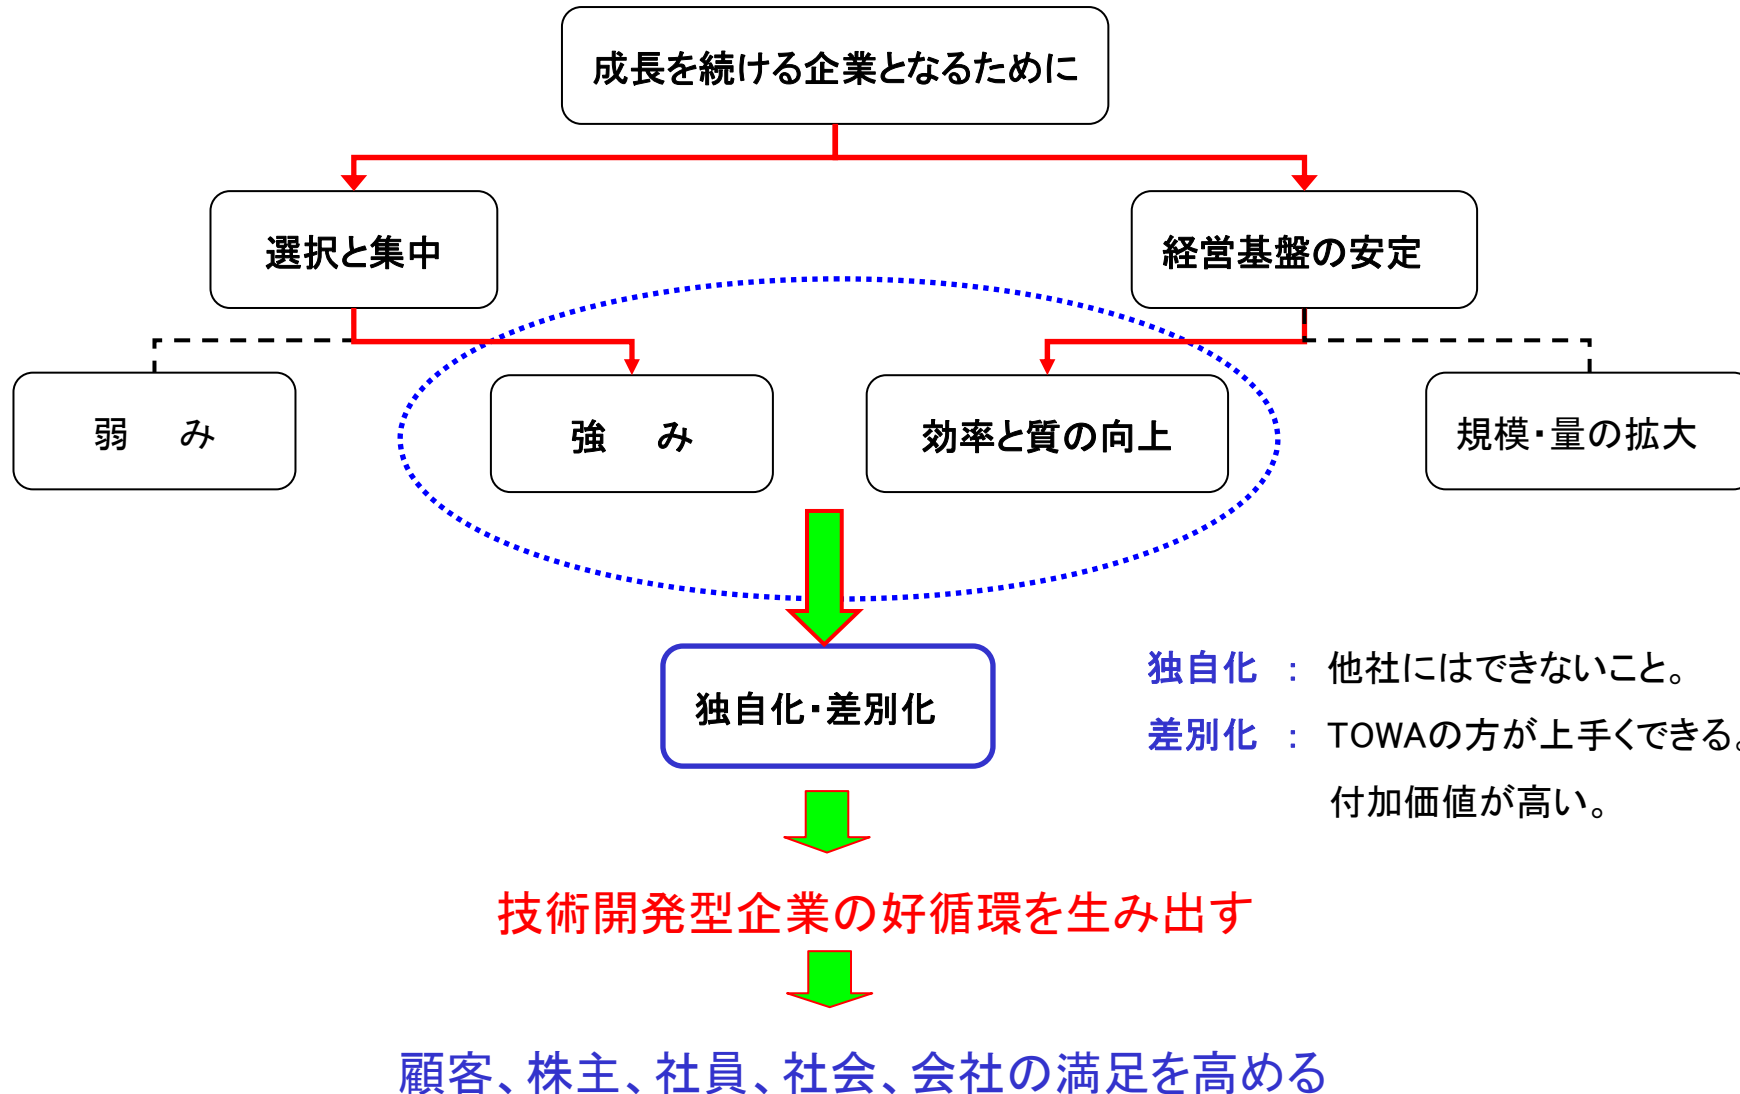 成長を続ける企業となるために
選択と集中
経営基盤の安定
弱　み
強　み
効率と質の向上
規模・量の拡大
独自化・差別化
独自化 ： 他社にはできないこと。
差別化 ： TOWAの方が上手くできる。
付加価値が高い。
技術開発型企業の好循環を生み出す
顧客、株主、社員、社会、会社の満足を高める